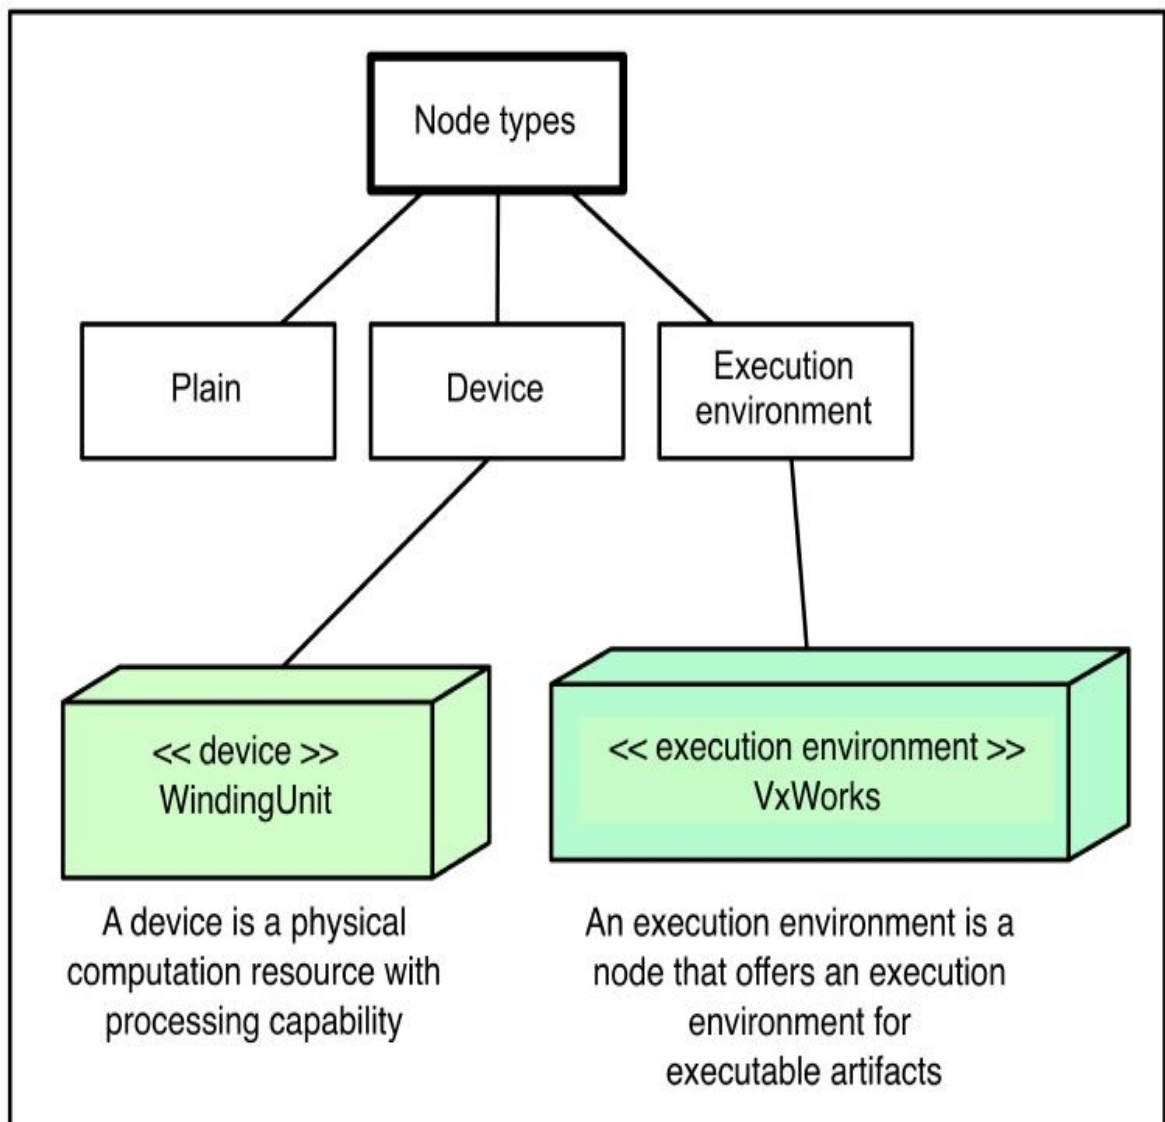 Node types
Plain
Device
Execution
environment
<< device >>
WindingUnit
<< execution environment >>
VxWorks
A device is a physical
computation resource with
processing capability
An execution environment is a
node that offers an execution
environment for
executable artifacts